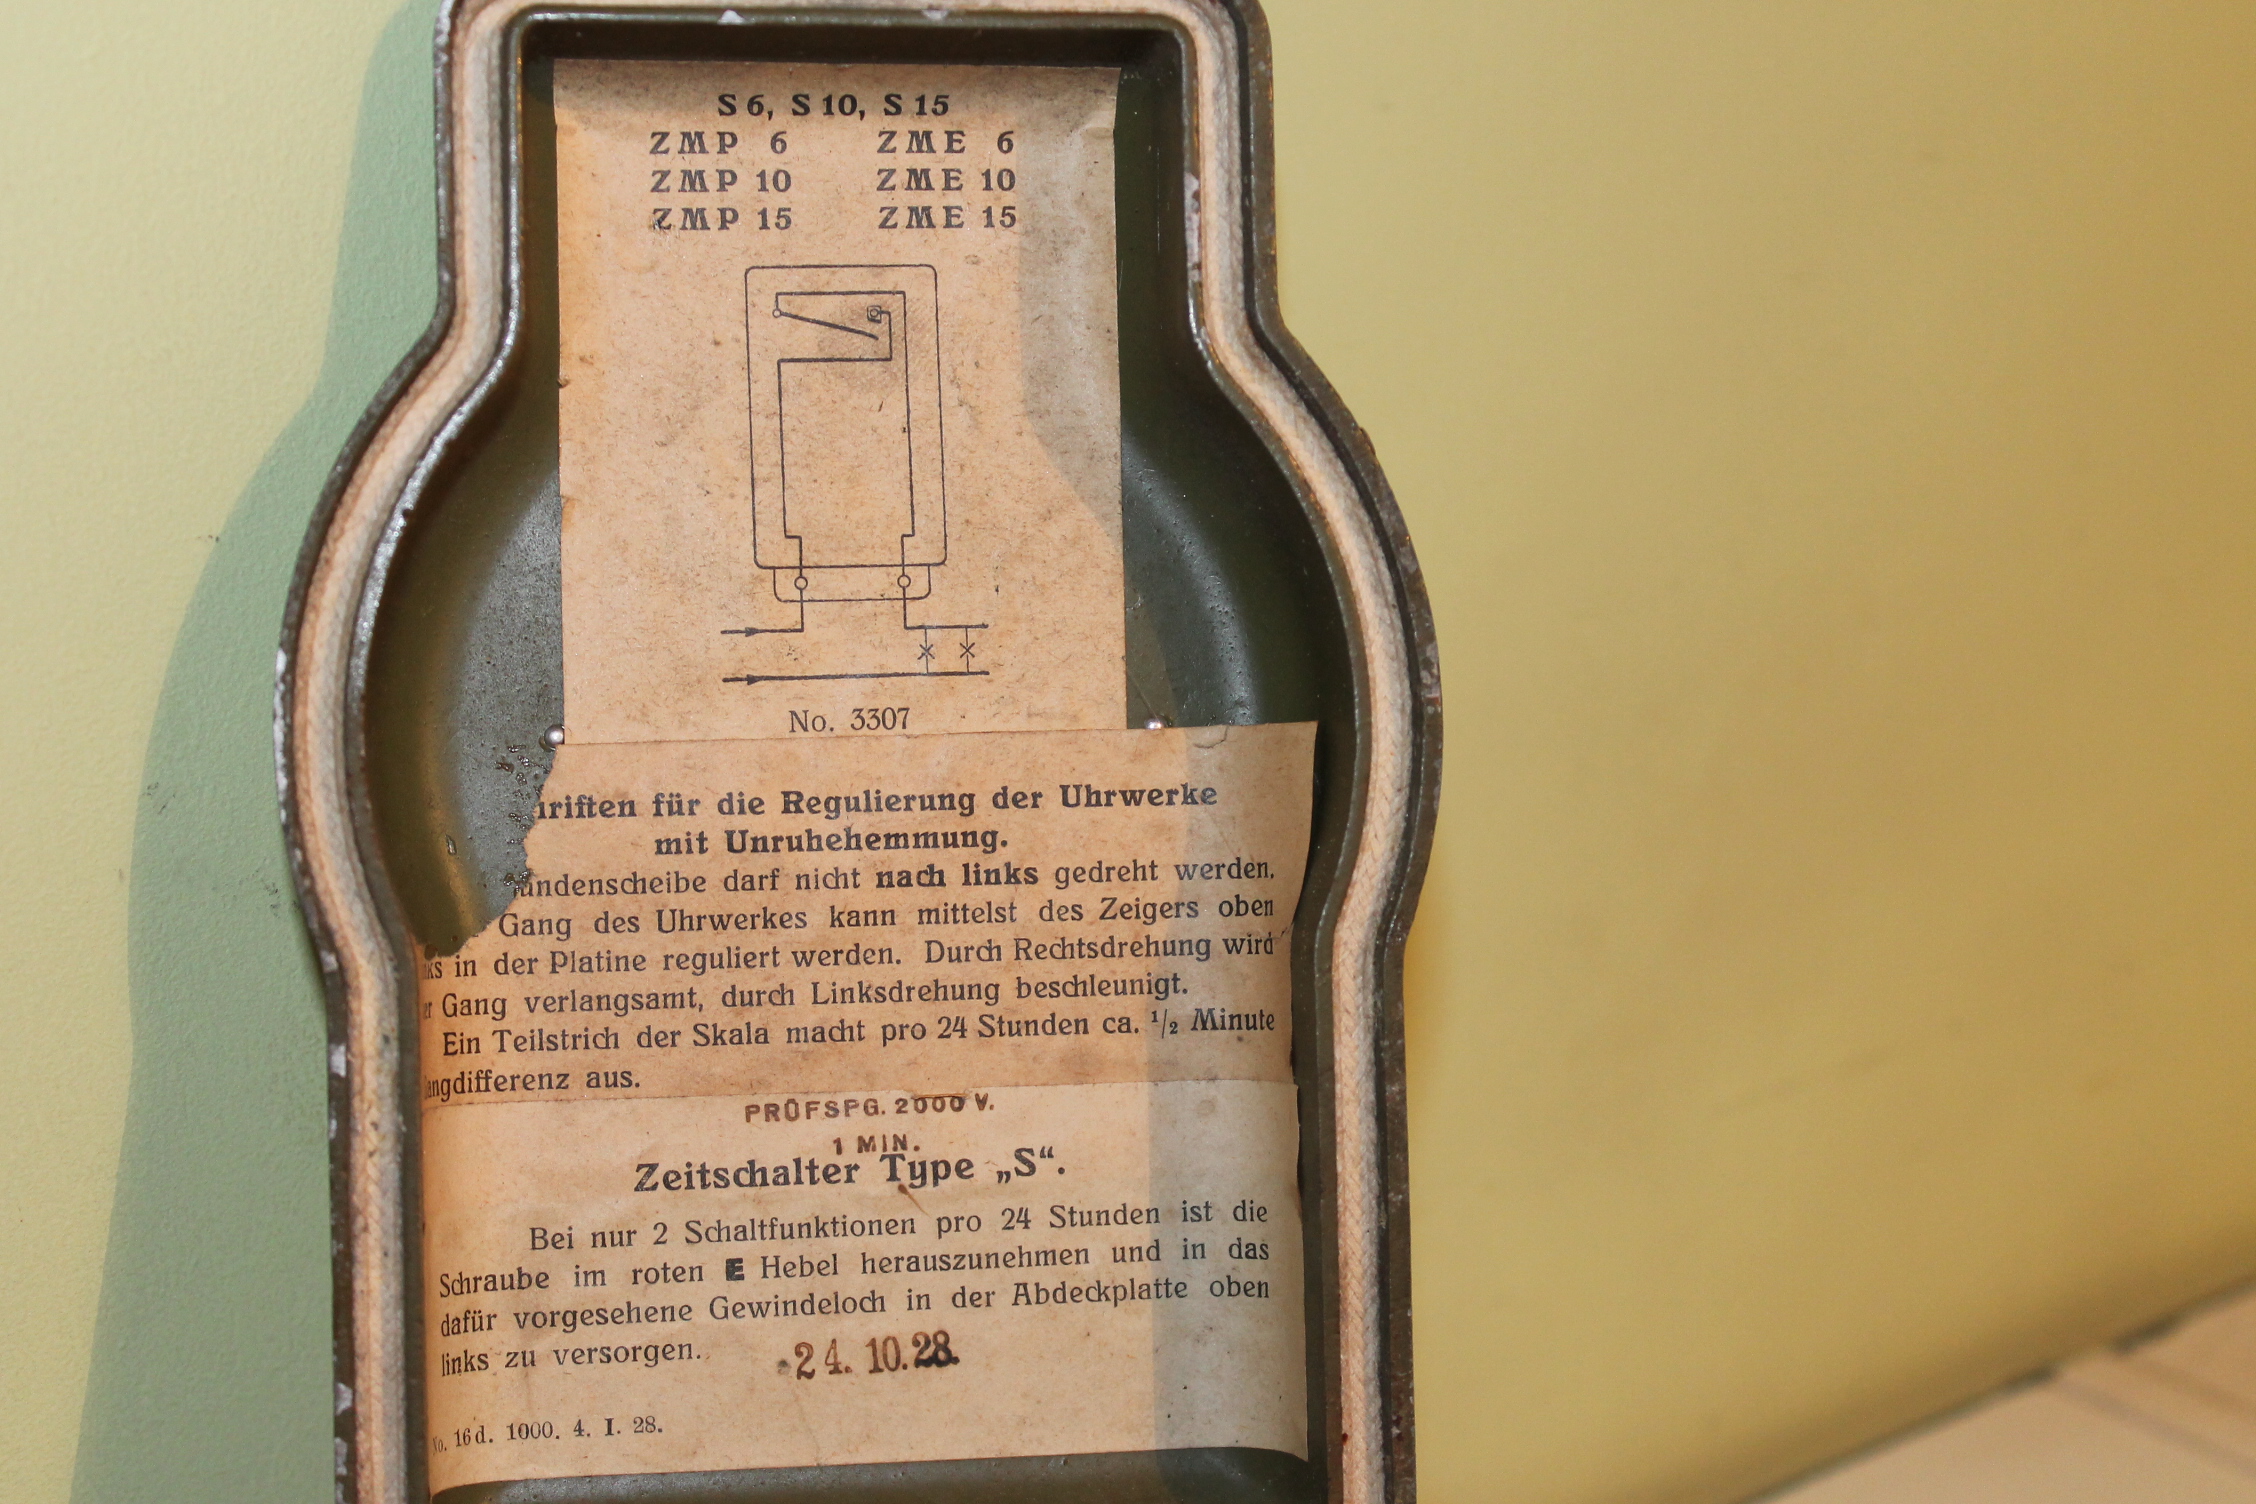 S 6, S 10, S 15
ZMP 6 ZME 6
ZMP 10 ZME 10
ZMP 15 ZME 15
No. 3307
für die Regulierung der Uhrwerke
mit Unruhehemmung.
darf nicht nach links gedreht werden.
Gang des Uhrwerkes kann mittelst des Zeigers oben
in der Platine reguliert werden. Durch Rechtsdrehung wird
Gang verlangsamt, durch Linksdrehung beschleunigt.
Ein Teilstrich der Skala macht pro 24 Stunden ca. 1/2 Minute
aus.
PRÜFSPG. 2000 V.
1 MIN.
Zeitschalter Type „S“.
Bei nur 2 Schaltfunktionen pro 24 Stunden ist die
Schraube im roten E Hebel herauszunehmen und in das
dafür vorgesehene Gewindeloch in der Abdeckplatte oben
links zu versorgen.
24. 10. 28.
No. 16d. 1000. 4. I. 28.